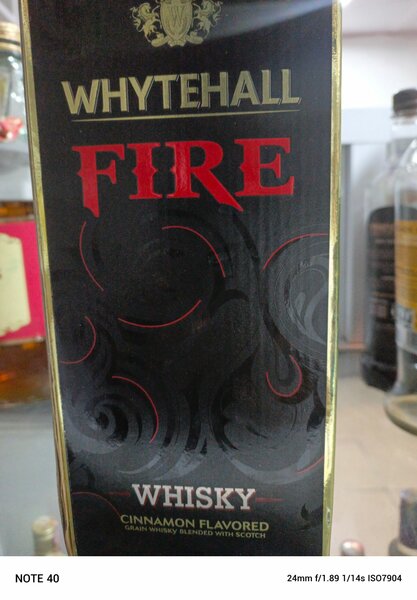 WHYTEHALL
FIRE
WHISKY
CINNAMON FLAVORED
GRAIN WHISKY BLENDED WITH SCOTCH
NOTE 40
24mm f/1.89 1/14s ISO7904